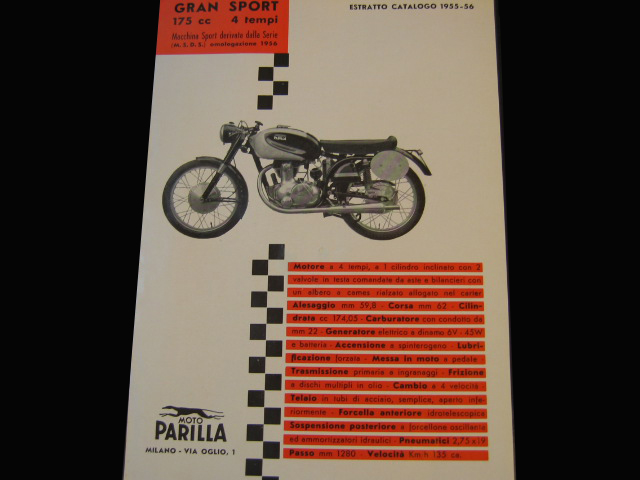 GRAN SPORT
175 cc 4 tempi
Macchina Sport derivata dalla Serie
(M. S. D. S.) omologazione 1956
ESTRATTO CATALOGO 1955-56
PARILLA
Motore a 4 tempi, a 1 cilindro inclinato con 2
valvole in testa comandate da aste e bilancieri con
un albero a cames rialzato alfogato nel carter
Alesaggio mm 59,8 - Corsa mm 62 - Cilin-
drata cc 174,05 - Carburatore con condotto da
mm 22 - Generatore elettrico a dinamo 6V - 45W
e batteria - Accensione a spinterogeno - Lubri-
ficazione forzata - Messa in moto a pedale -
Trasmissione primaria a ingranaggi - Frizione
a dischi multipli in olio - Cambio a 4 velocità -
Telaio in tubi di acciaio, semplice, aperto infe-
riormente - Forcella anteriore idrotelescopica
Sospensione posteriore a forcellone oscillante
ed ammortizzatori idraulici - Pneumatici 2,75 x 19
Passo mm 1280 - Velocità Km-h 135 ca.
MOTO
PARILLA
MILANO - VIA OGLIO, 1